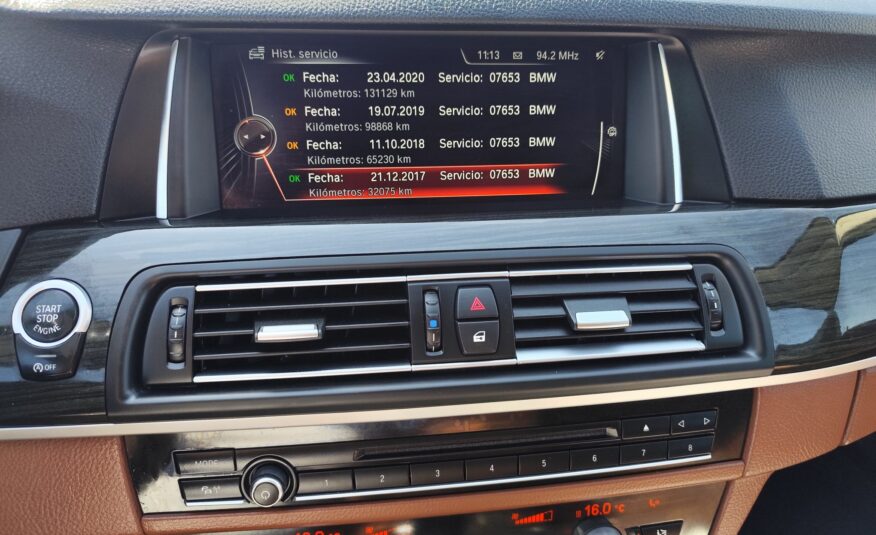 Hist. servicio 11:13 94.2 MHz
OK Fecha: 23.04.2020 Servicio: 07653 BMW
Kilómetros: 131129 km
OK Fecha: 19.07.2019 Servicio: 07653 BMW
Kilómetros: 98868 km
OK Fecha: 11.10.2018 Servicio: 07653 BMW
Kilómetros: 65230 km
OK Fecha: 21.12.2017 Servicio: 07653 BMW
Kilómetros: 32075 km
START
STOP
ENGINE
OFF
MODE
1 2 3 4 5 6 7 8
16.0 °C